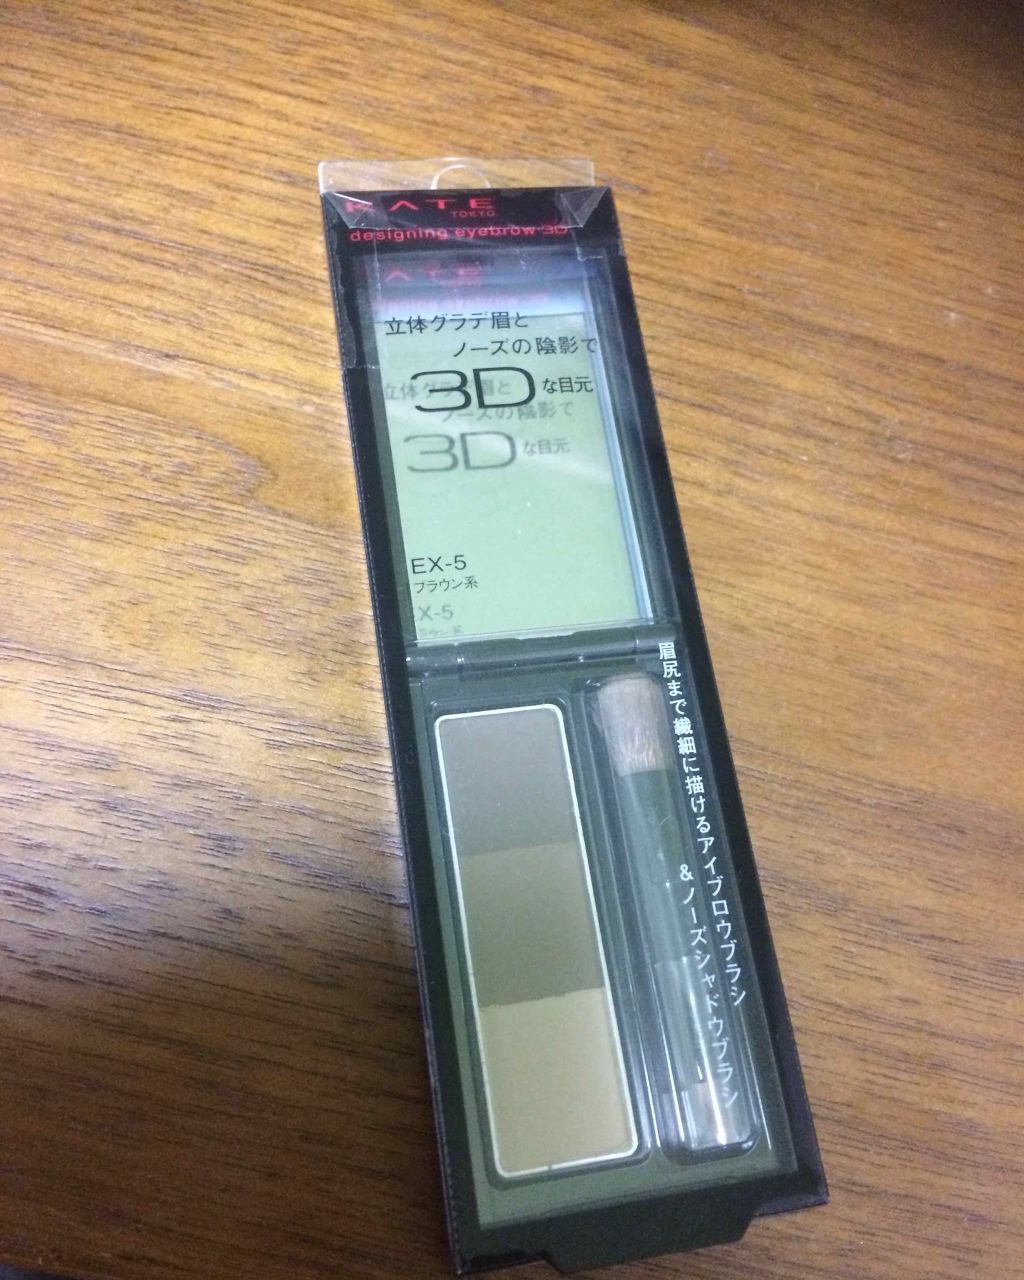 KATE
TOKYO
designing eyebrow 3D
立体グラデ眉と
ノーズの陰影で
3Dな目元
EX-5
ブラウン系
眉尻まで繊細に描けるアイブロウブラシ
&ノーズシャドウブラシ